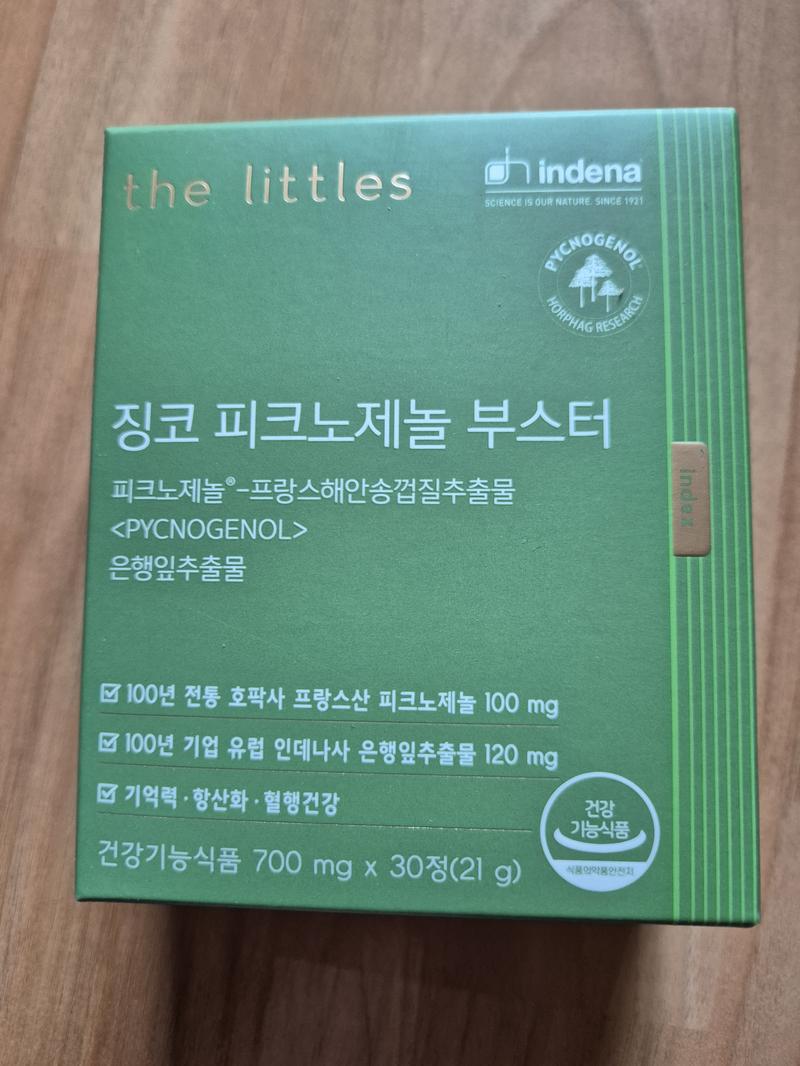 the littles
indena
SCIENCE IS OUR NATURE. SINCE 1921
PYCNOGENOL®
HORPHAG RESEARCH
징코 피크노제놀 부스터
피크노제놀®-프랑스해안송껍질추출물
<PYCNOGENOL>
은행잎추출물
index
100년 전통 호팍사 프랑스산 피크노제놀 100 mg
100년 기업 유럽 인데나사 은행잎추출물 120 mg
기억력·항산화·혈행건강
건강기능식품 700 mg x 30정(21 g)
건강
기능식품
식품의약품안전처